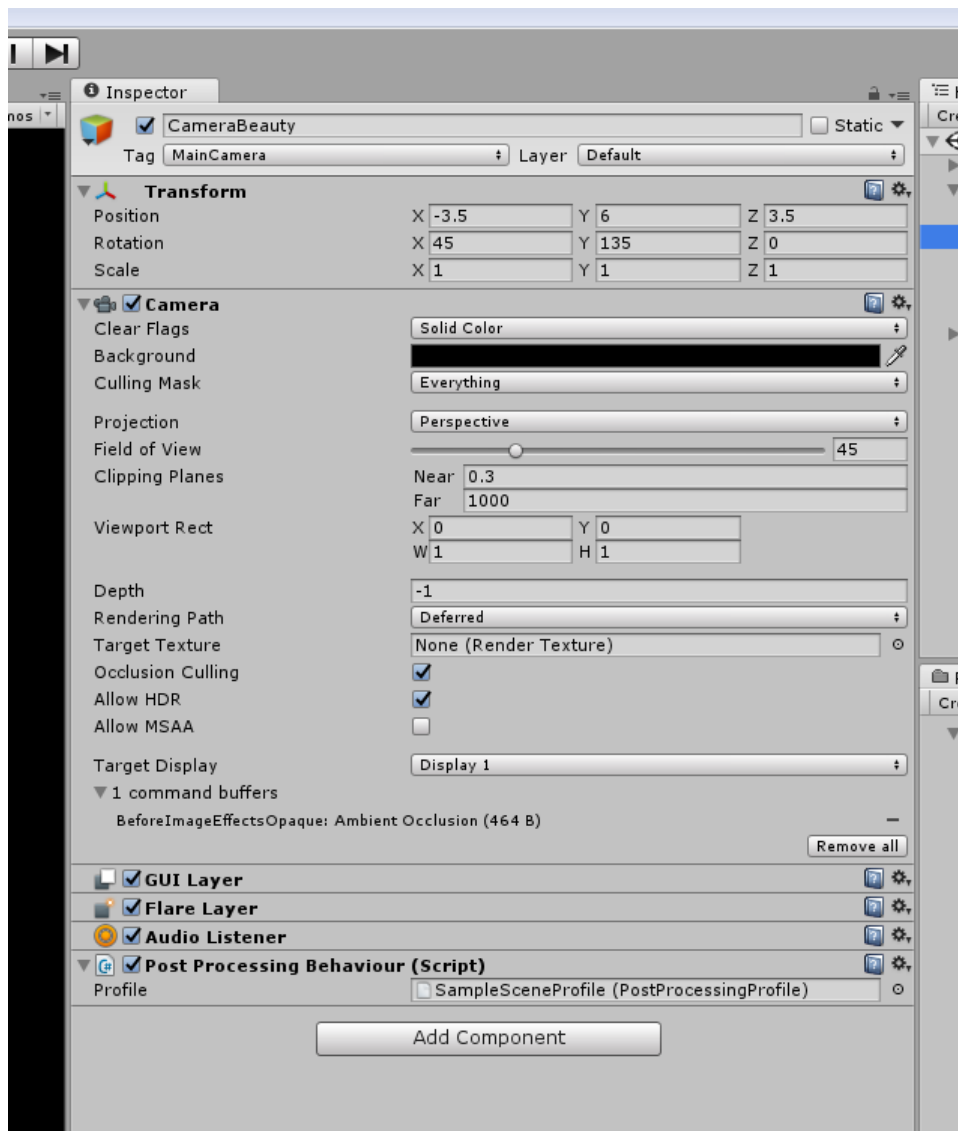 Inspector
nos
CameraBeauty Static
Tag MainCamera Layer Default
Transform
Position X -3.5 Y 6 Z 3.5
Rotation X 45 Y 135 Z 0
Scale X 1 Y 1 Z 1
Camera
Clear Flags Solid Color
Background
Culling Mask Everything
Projection Perspective
Field of View 45
Clipping Planes Near 0.3
Far 1000
Viewport Rect X 0 Y 0
W 1 H 1
Depth -1
Rendering Path Deferred
Target Texture None (Render Texture)
Occlusion Culling
Allow HDR
Allow MSAA
Target Display Display 1
1 command buffers
BeforeImageEffectsOpaque: Ambient Occlusion (464 B)
Remove all
GUI Layer
Flare Layer
Audio Listener
Post Processing Behaviour (Script)
Profile SampleSceneProfile (PostProcessingProfile)
Add Component
Cre
Cre